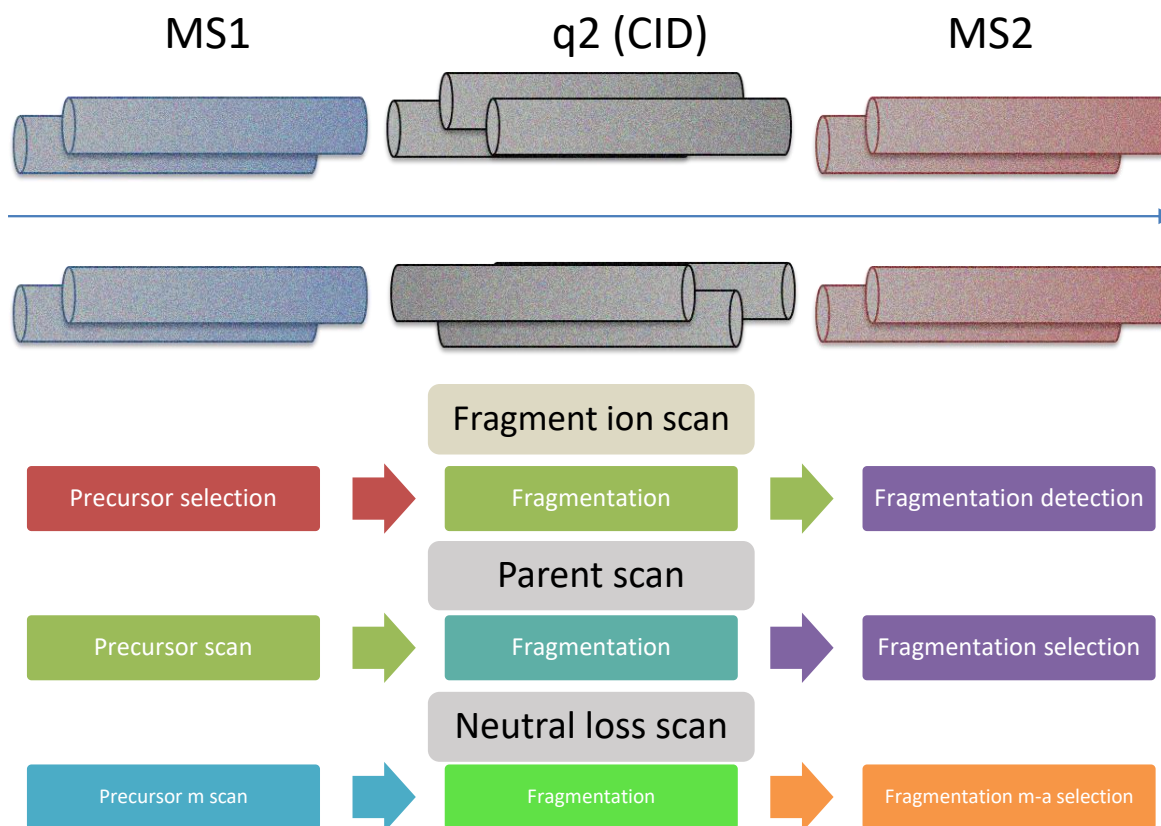 MS1
q2 (CID)
MS2
Fragment ion scan
Precursor selection
Fragmentation
Fragmentation detection
Parent scan
Precursor scan
Fragmentation
Fragmentation selection
Neutral loss scan
Precursor m scan
Fragmentation
Fragmentation m-a selection